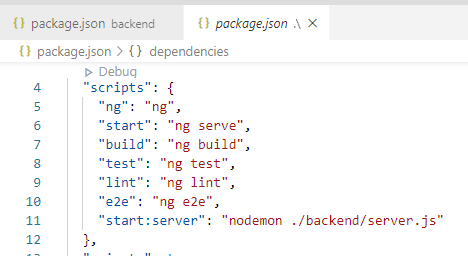 {} package.json backend
{} package.json .\ ×
{} package.json > {} dependencies
Debug
4 "scripts": {
5 "ng": "ng",
6 "start": "ng serve",
7 "build": "ng build",
8 "test": "ng test",
9 "lint": "ng lint",
10 "e2e": "ng e2e",
11 "start:server": "nodemon ./backend/server.js"
12 },